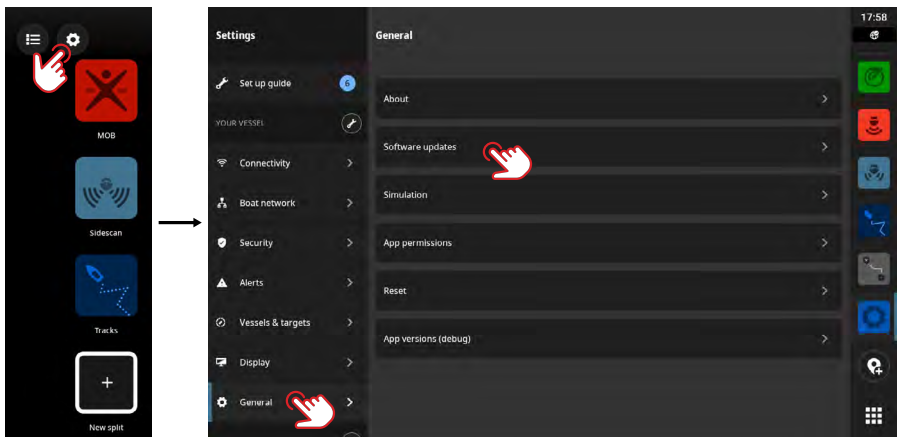 MOB
Sidescan
Tracks
+
New split
Settings
Set up guide
6
YOUR VESSEL
Connectivity
Boat network
Security
Alerts
Vessels & targets
Display
General
General
About
Software updates
Simulation
App permissions
Reset
App versions (debug)
17:58